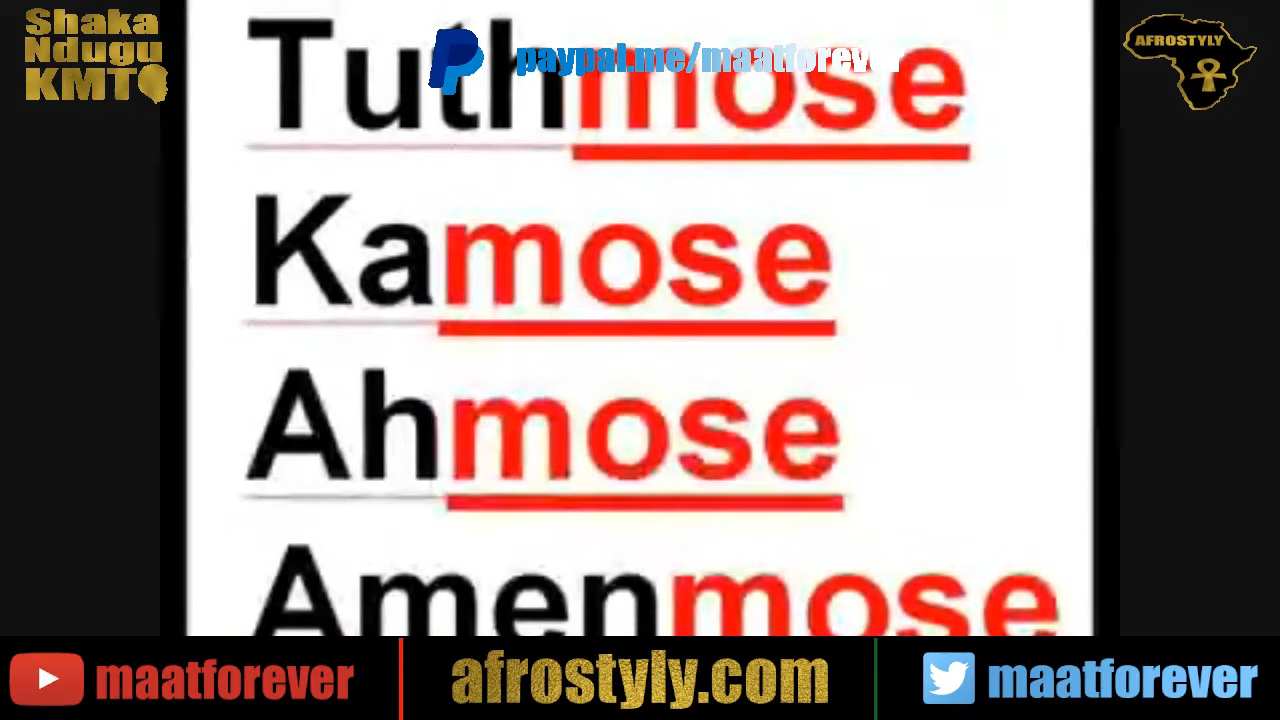 Shaka
Ndugu
KMT
paypal.me/maatforever
AFROSTYLY
Tuthmose
Kamose
Ahmose
Amenmose
maatforever
afrostyly.com
maatforever